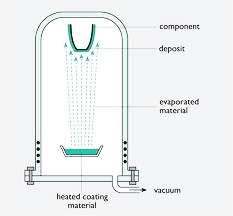 component
deposit
evaporated
material
vacuum
heated coating
material